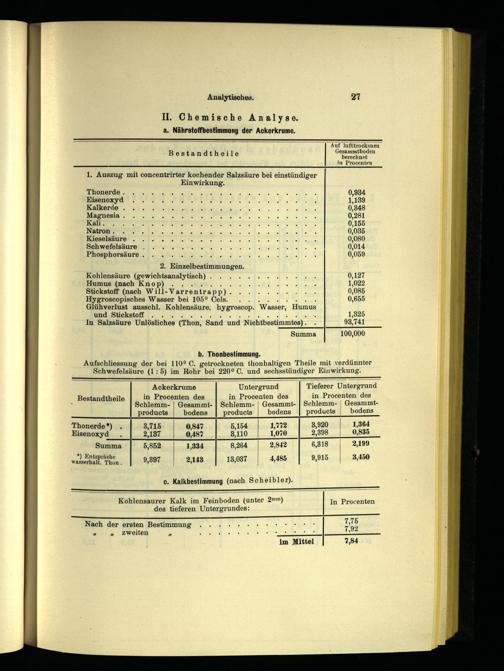 Analytisches. 27
II. Chemische Analyse.
a. Nährstoffbestimmung der Ackerkrume.
Bestandtheile
Auf lufttrocknen
Gesammtboden
berechnet
in Procenten
1. Auszug mit concentrirter kochender Salzsäure bei einstündiger
Einwirkung.
Thonerde . . . . . . . . . . . . . . . . . . 0,934
Eisenoxyd . . . . . . . . . . . . . . . . . . 1,139
Kalkerde . . . . . . . . . . . . . . . . . . 0,348
Magnesia . . . . . . . . . . . . . . . . . . 0,281
Kali . . . . . . . . . . . . . . . . . . 0,155
Natron . . . . . . . . . . . . . . . . . . 0,035
Kieselsäure . . . . . . . . . . . . . . . . . . 0,080
Schwefelsäure . . . . . . . . . . . . . . . . . 0,014
Phosphorsäure . . . . . . . . . . . . . . . . . 0,059
2. Einzelbestimmungen.
Kohlensäure (gewichtsanalytisch) . . . . . . . . . . 0,127
Humus (nach Knop) . . . . . . . . . . . . . 1,022
Stickstoff (nach Will-Varrentrapp) . . . . . . . . 0,085
Hygroscopisches Wasser bei 105º Cels. . . . . . . . . 0,655
Glühverlust ausschl. Kohlensäure, hygroscop. Wasser, Humus
und Stickstoff . . . . . . . . . . . . . . . 1,325
In Salzsäure Unlösliches (Thon, Sand und Nichtbestimmtes) . . 93,741
Summa 100,000
b. Thonbestimmung.
Aufschliessung der bei 110º C. getrockneten thonhaltigen Theile mit verdünnter
Schwefelsäure (1 : 5) im Rohr bei 220º C. und sechsstündiger Einwirkung.
Bestandtheile
Ackerkrume Untergrund Tieferer Untergrund
in Procenten des in Procenten des in Procenten des
Schlemm- Gesammt- Schlemm- Gesammt- Schlemm- Gesammt-
products bodens products bodens products bodens
Thonerde*) . 3,715 0,847 5,154 1,772 3,920 1,364
Eisenoxyd . 2,137 0,487 3,110 1,070 2,398 0,835
Summa 5,852 1,334 8,264 2,842 6,318 2,199
*) Entspräche
wasserhalt. Thon . 9,397 2,143 13,037 4,485 9,915 3,450
c. Kalkbestimmung (nach Scheibler).
Kohlensaurer Kalk im Feinboden (unter 2mm)
des tieferen Untergrundes:
In Procenten
Nach der ersten Bestimmung . . . . . . . . . . . . 7,75
„ „ zweiten „ . . . . . . . . . . . . 7,92
im Mittel 7,84